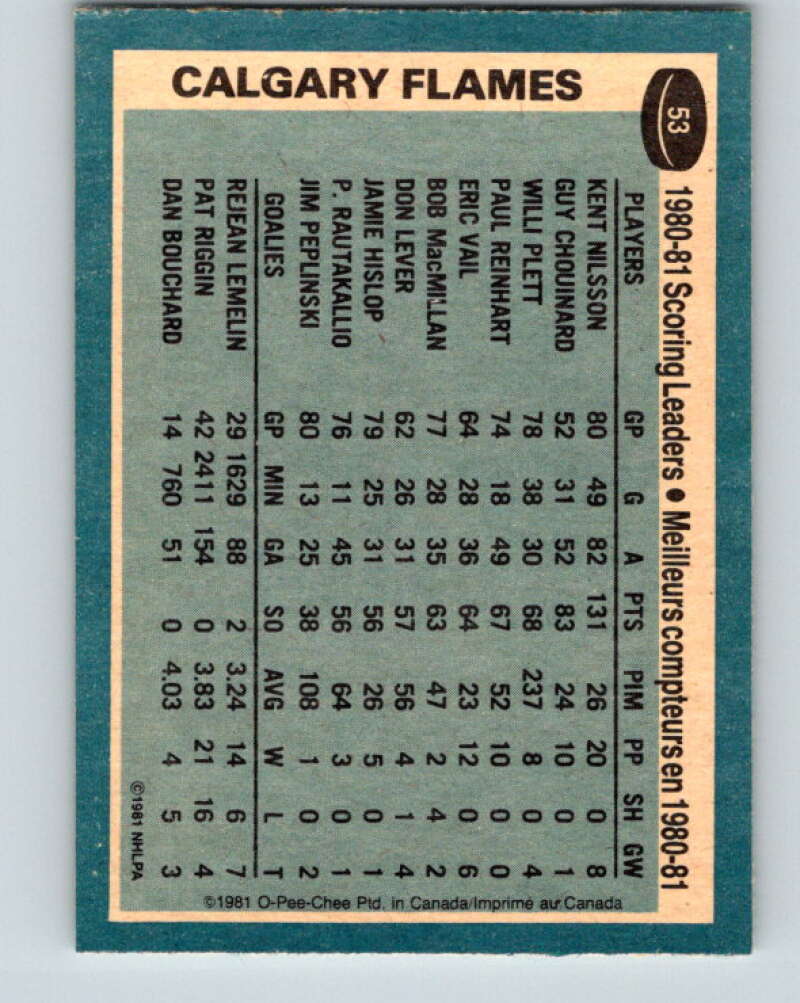 CALGARY FLAMES
53
1980-81 Scoring Leaders • Meilleurs compteurs en 1980-81
PLAYERS GP G A PTS PIM PP SH GW
KENT NILSSON 80 49 82 131 26 20 0 8
GUY CHOUINARD 52 31 52 83 24 10 0 1
WILLI PLETT 78 38 30 68 237 8 0 4
PAUL REINHART 74 18 49 67 52 10 0 0
ERIC VAIL 64 28 36 64 23 12 0 6
BOB MacMILLAN 77 28 35 63 47 2 4 2
DON LEVER 62 26 31 57 56 4 1 4
JAMIE HISLOP 79 25 31 56 26 5 0 1
P. RAUTAKALLIO 76 11 45 56 64 3 0 1
JIM PEPLINSKI 80 13 25 38 108 1 0 2
GOALIES GP MIN GA SO AVG W L T
REJEAN LEMELIN 29 1629 88 2 3.24 14 6 7
PAT RIGGIN 42 2411 154 0 3.83 21 16 4
DAN BOUCHARD 14 760 51 0 4.03 4 5 3
©1981 NHLPA
©1981 O-Pee-Chee Ptd. in Canada/Imprimé au Canada